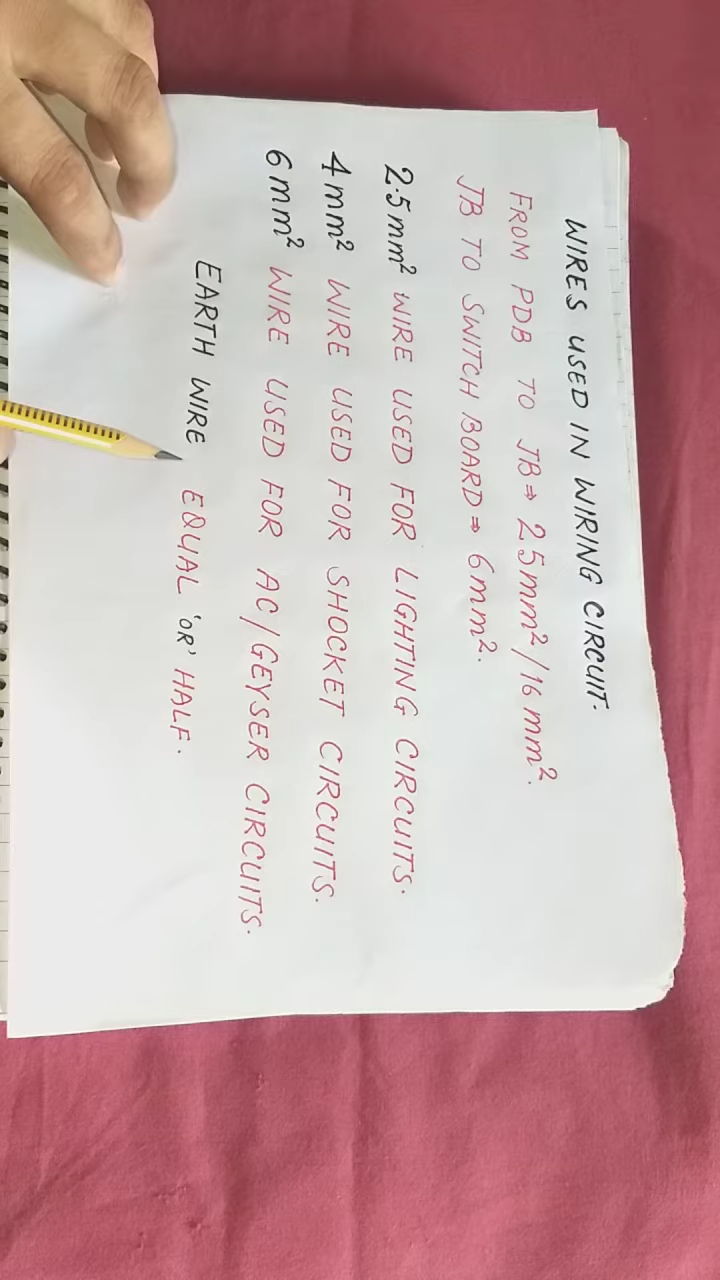 WIRES USED IN WIRING CIRCUIT.
FROM PDB TO JB⇒ 25mm²/16 mm².
JB TO SWITCH BOARD⇒ 6mm².
2.5mm² WIRE USED FOR LIGHTING CIRCUITS.
4mm² WIRE USED FOR SHOCKET CIRCUITS.
6mm² WIRE USED FOR AC/GEYSER CIRCUITS.
EARTH WIRE EQUAL 'OR' HALF.